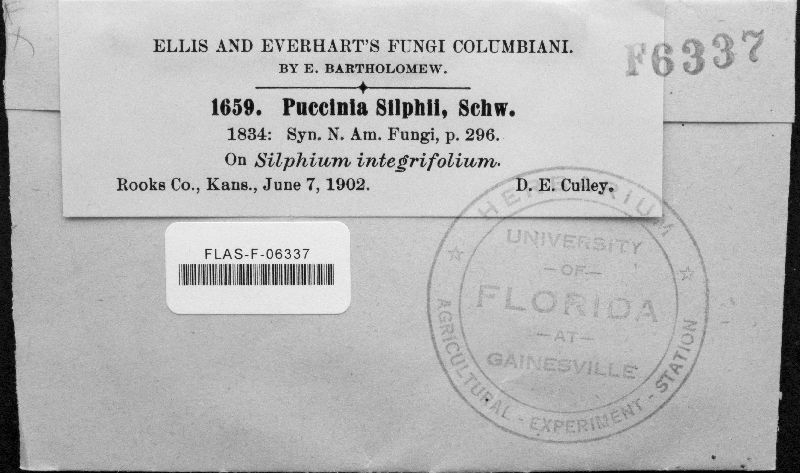 ELLIS AND EVERHART'S FUNGI COLUMBIANI.
BY E. BARTHOLOMEW.
F6337
1659. Puccinia Silphii, Schw.
1834: Syn. N. Am. Fungi, p. 296.
On Silphium integrifolium.
Rooks Co., Kans., June 7, 1902. D. E. Culley.
FLAS-F-06337
HERBARIUM
UNIVERSITY
-OF-
FLORIDA
-AT-
GAINESVILLE
AGRICULTURAL - EXPERIMENT - STATION